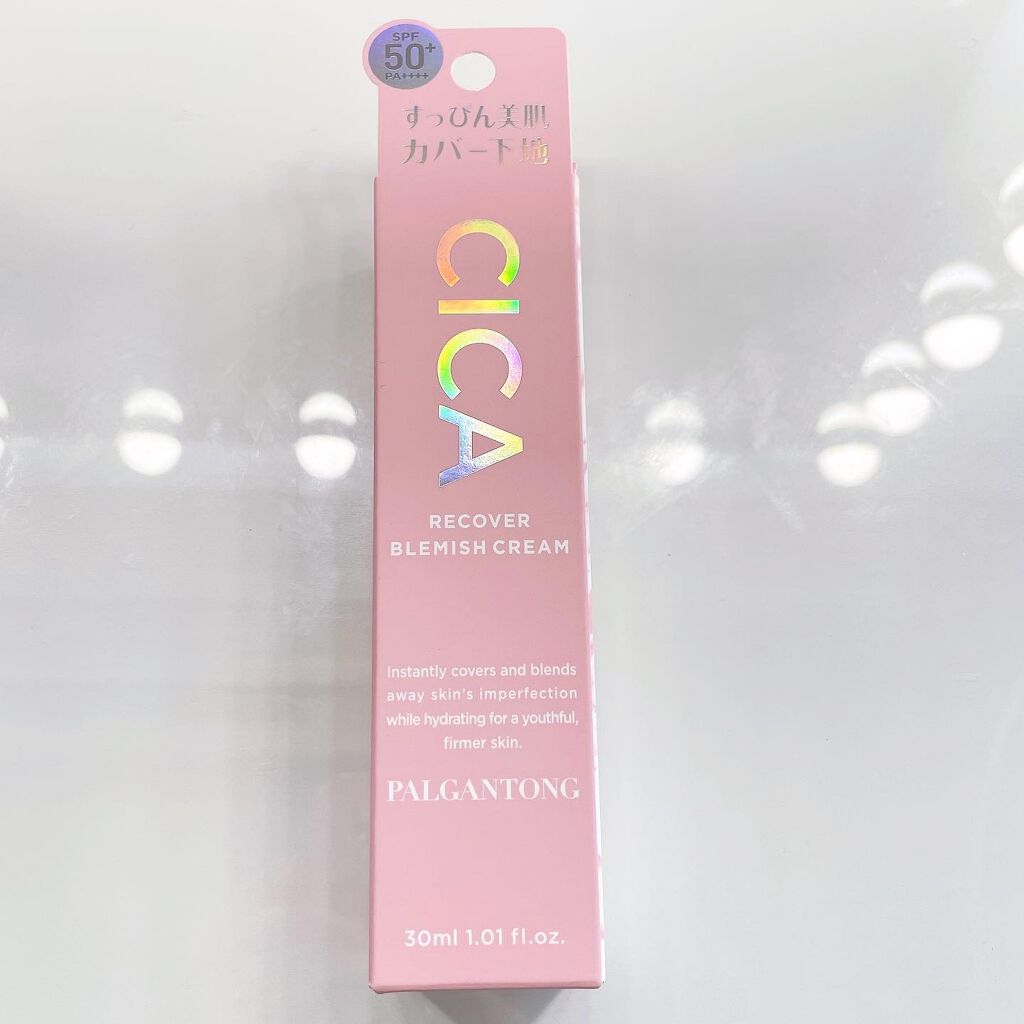 SPF
50+
PA++++
すっぴん美肌
カバー下地
CICA
RECOVER
BLEMISH CREAM
Instantly covers and blends
away skin's imperfection
while hydrating for a youthful,
firmer skin.
PALGANTONG
30ml 1.01 fl.oz.